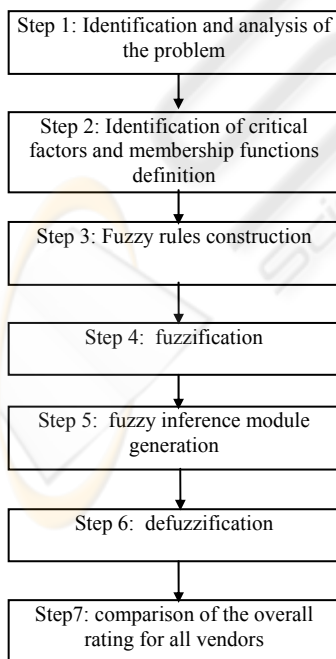 Step 1: Identification and analysis of
the problem
Step 2: Identification of critical
factors and membership functions
definition
Step 3: Fuzzy rules construction
Step 4: fuzzification
Step 5: fuzzy inference module
generation
Step 6: defuzzification
Step7: comparison of the overall
rating for all vendors